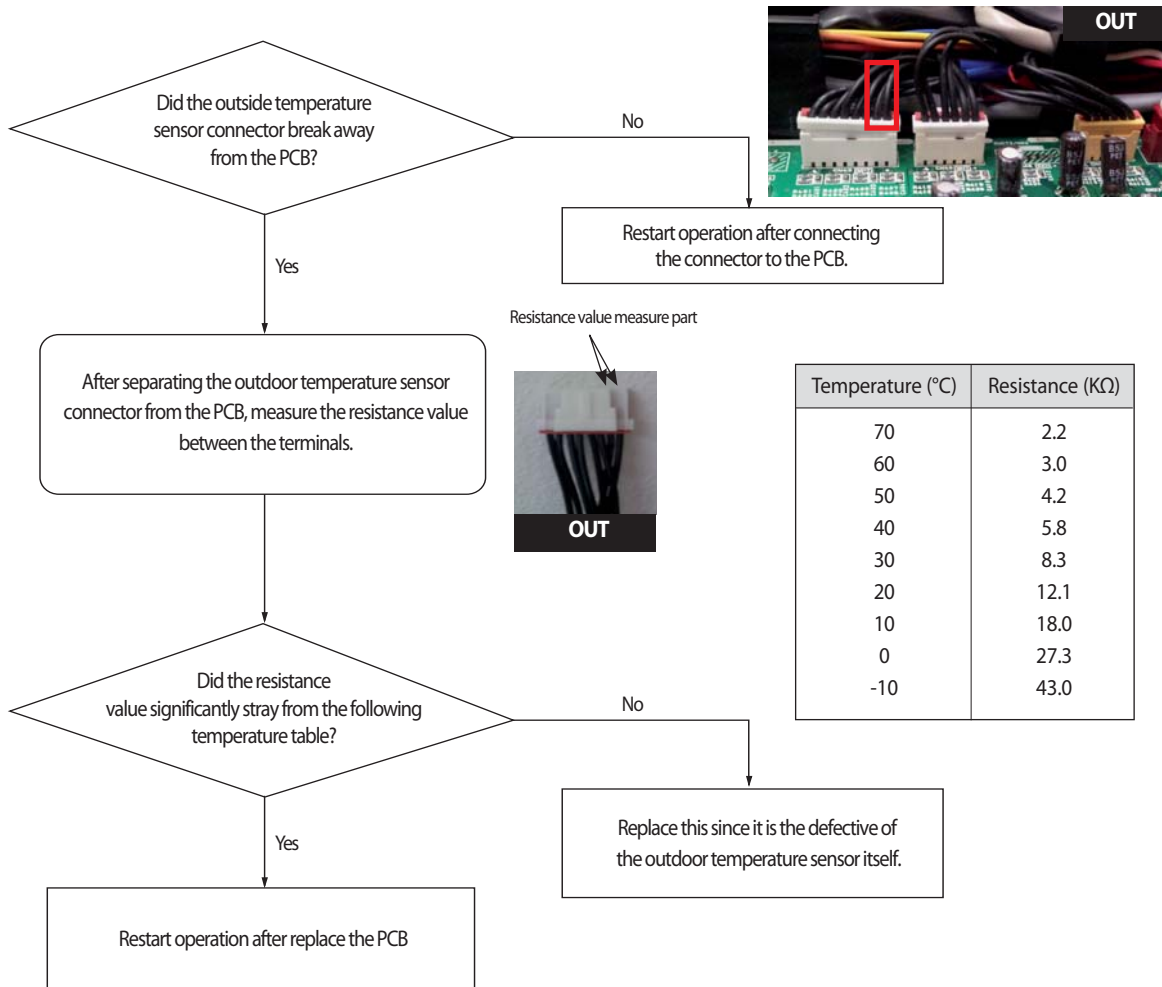 OUT
Did the outside temperature
sensor connector break away
from the PCB?
No
Restart operation after connecting
the connector to the PCB.
Yes
Resistance value measure part
After separating the outdoor temperature sensor
connector from the PCB, measure the resistance value
between the terminals.
OUT
Temperature (°C) Resistance (KΩ)
70 2.2
60 3.0
50 4.2
40 5.8
30 8.3
20 12.1
10 18.0
0 27.3
-10 43.0
Did the resistance
value significantly stray from the following
temperature table?
No
Replace this since it is the defective of
the outdoor temperature sensor itself.
Yes
Restart operation after replace the PCB